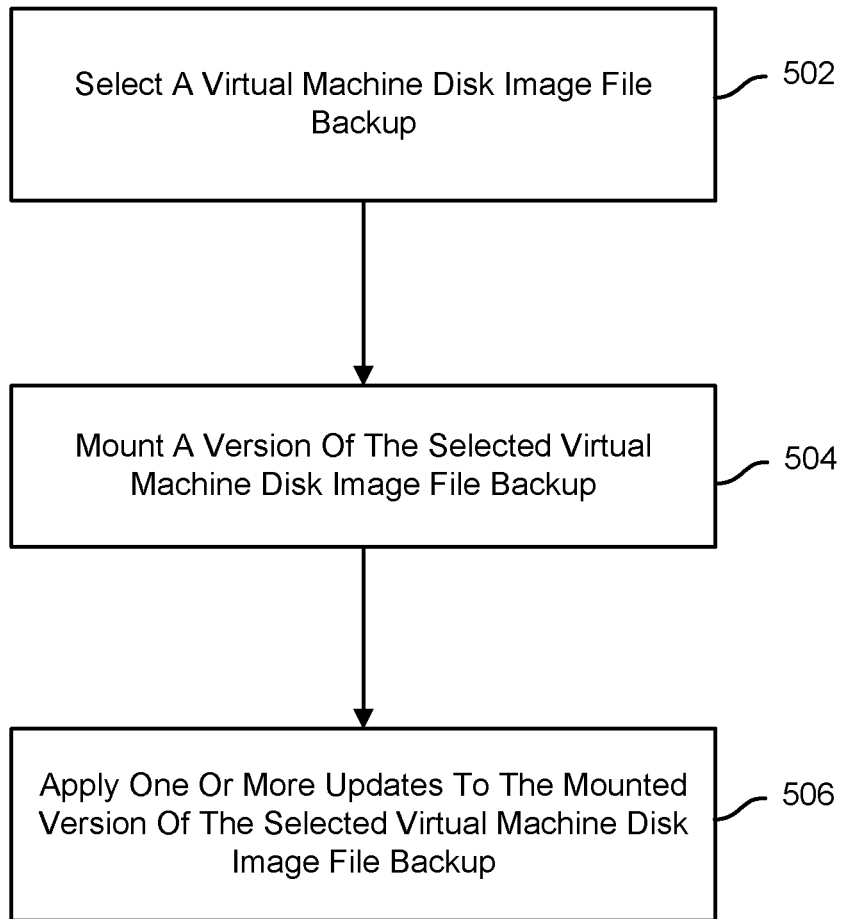 Select A Virtual Machine Disk Image File
Backup
502
Mount A Version Of The Selected Virtual
Machine Disk Image File Backup
504
Apply One Or More Updates To The Mounted
Version Of The Selected Virtual Machine Disk
Image File Backup
506